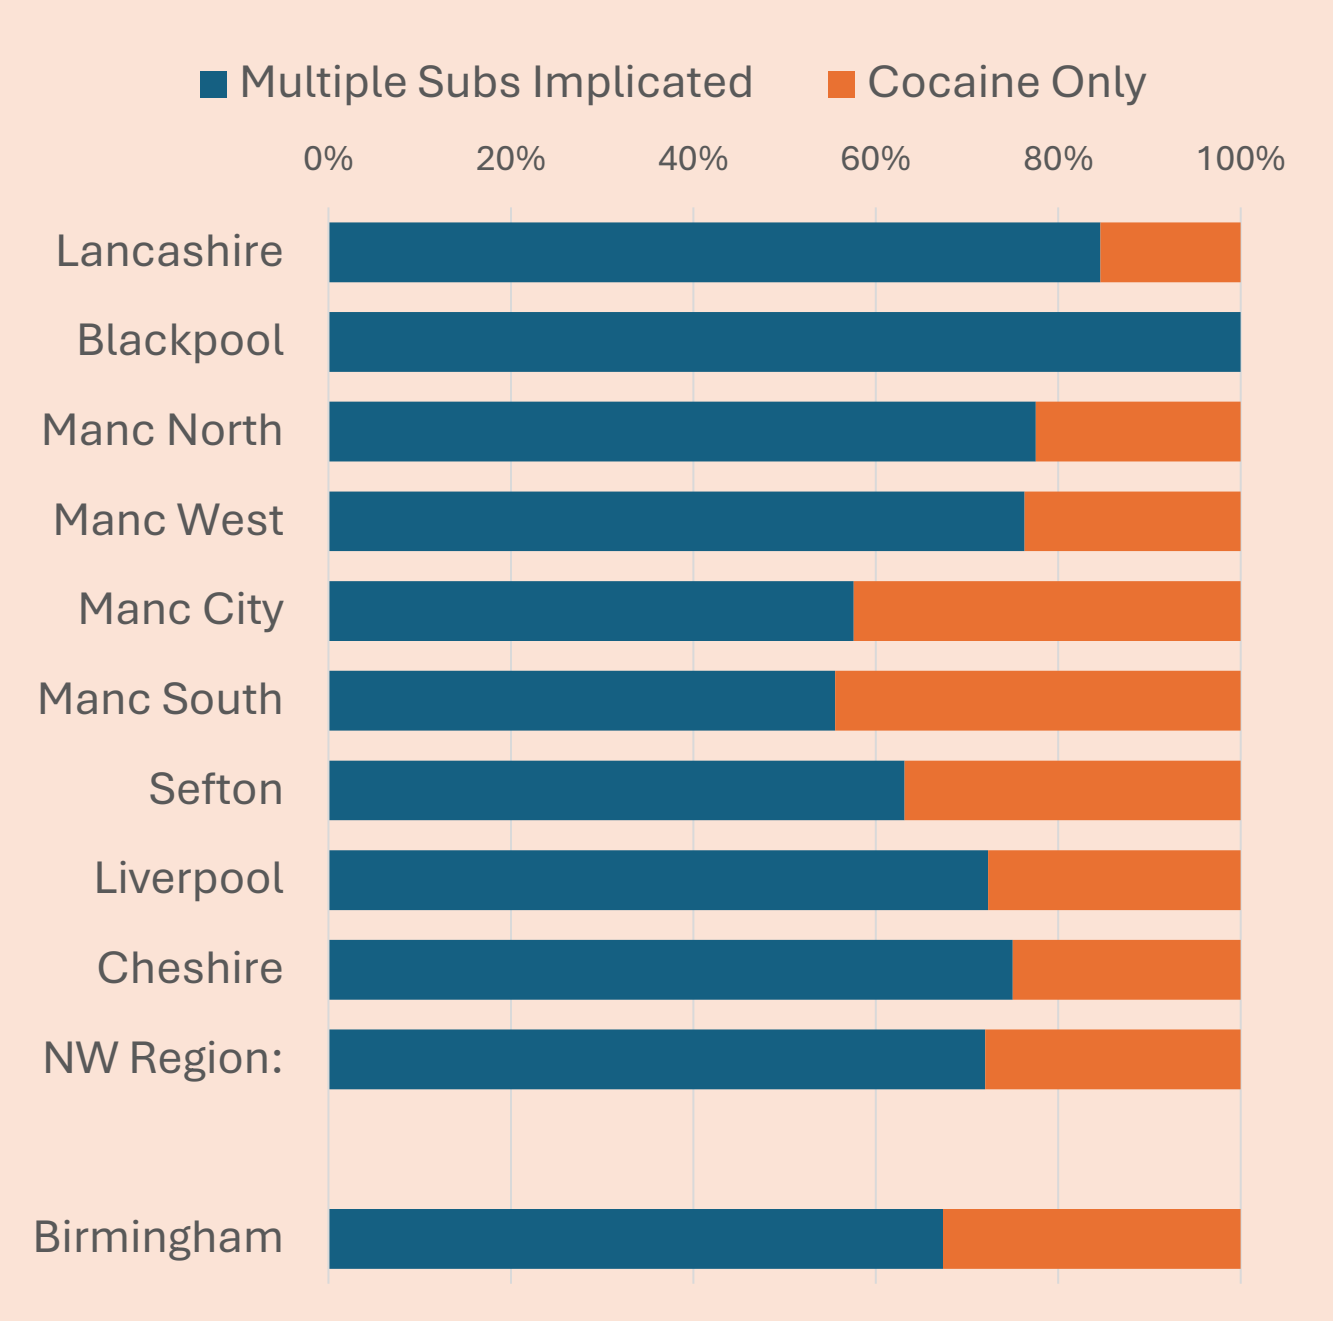 Multiple Subs Implicated Cocaine Only
0% 20% 40% 60% 80% 100%
Lancashire
Blackpool
Manc North
Manc West
Manc City
Manc South
Sefton
Liverpool
Cheshire
NW Region:
Birmingham